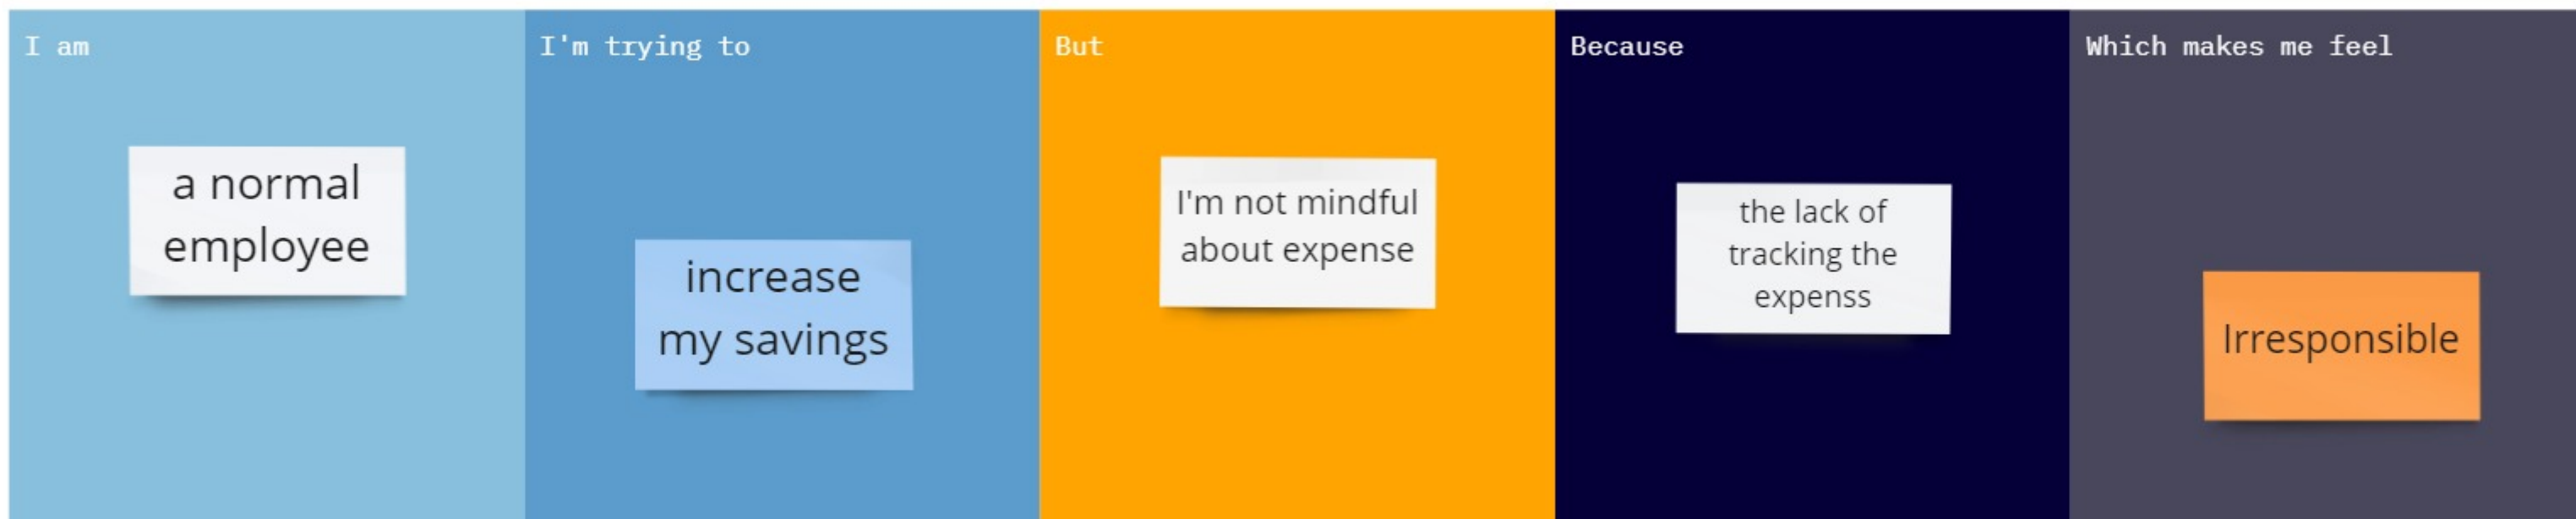 I am
a normal
employee
I'm trying to
increase
my savings
But
I'm not mindful
about expense
Because
the lack of
tracking the
expenss
Which makes me feel
Irresponsible